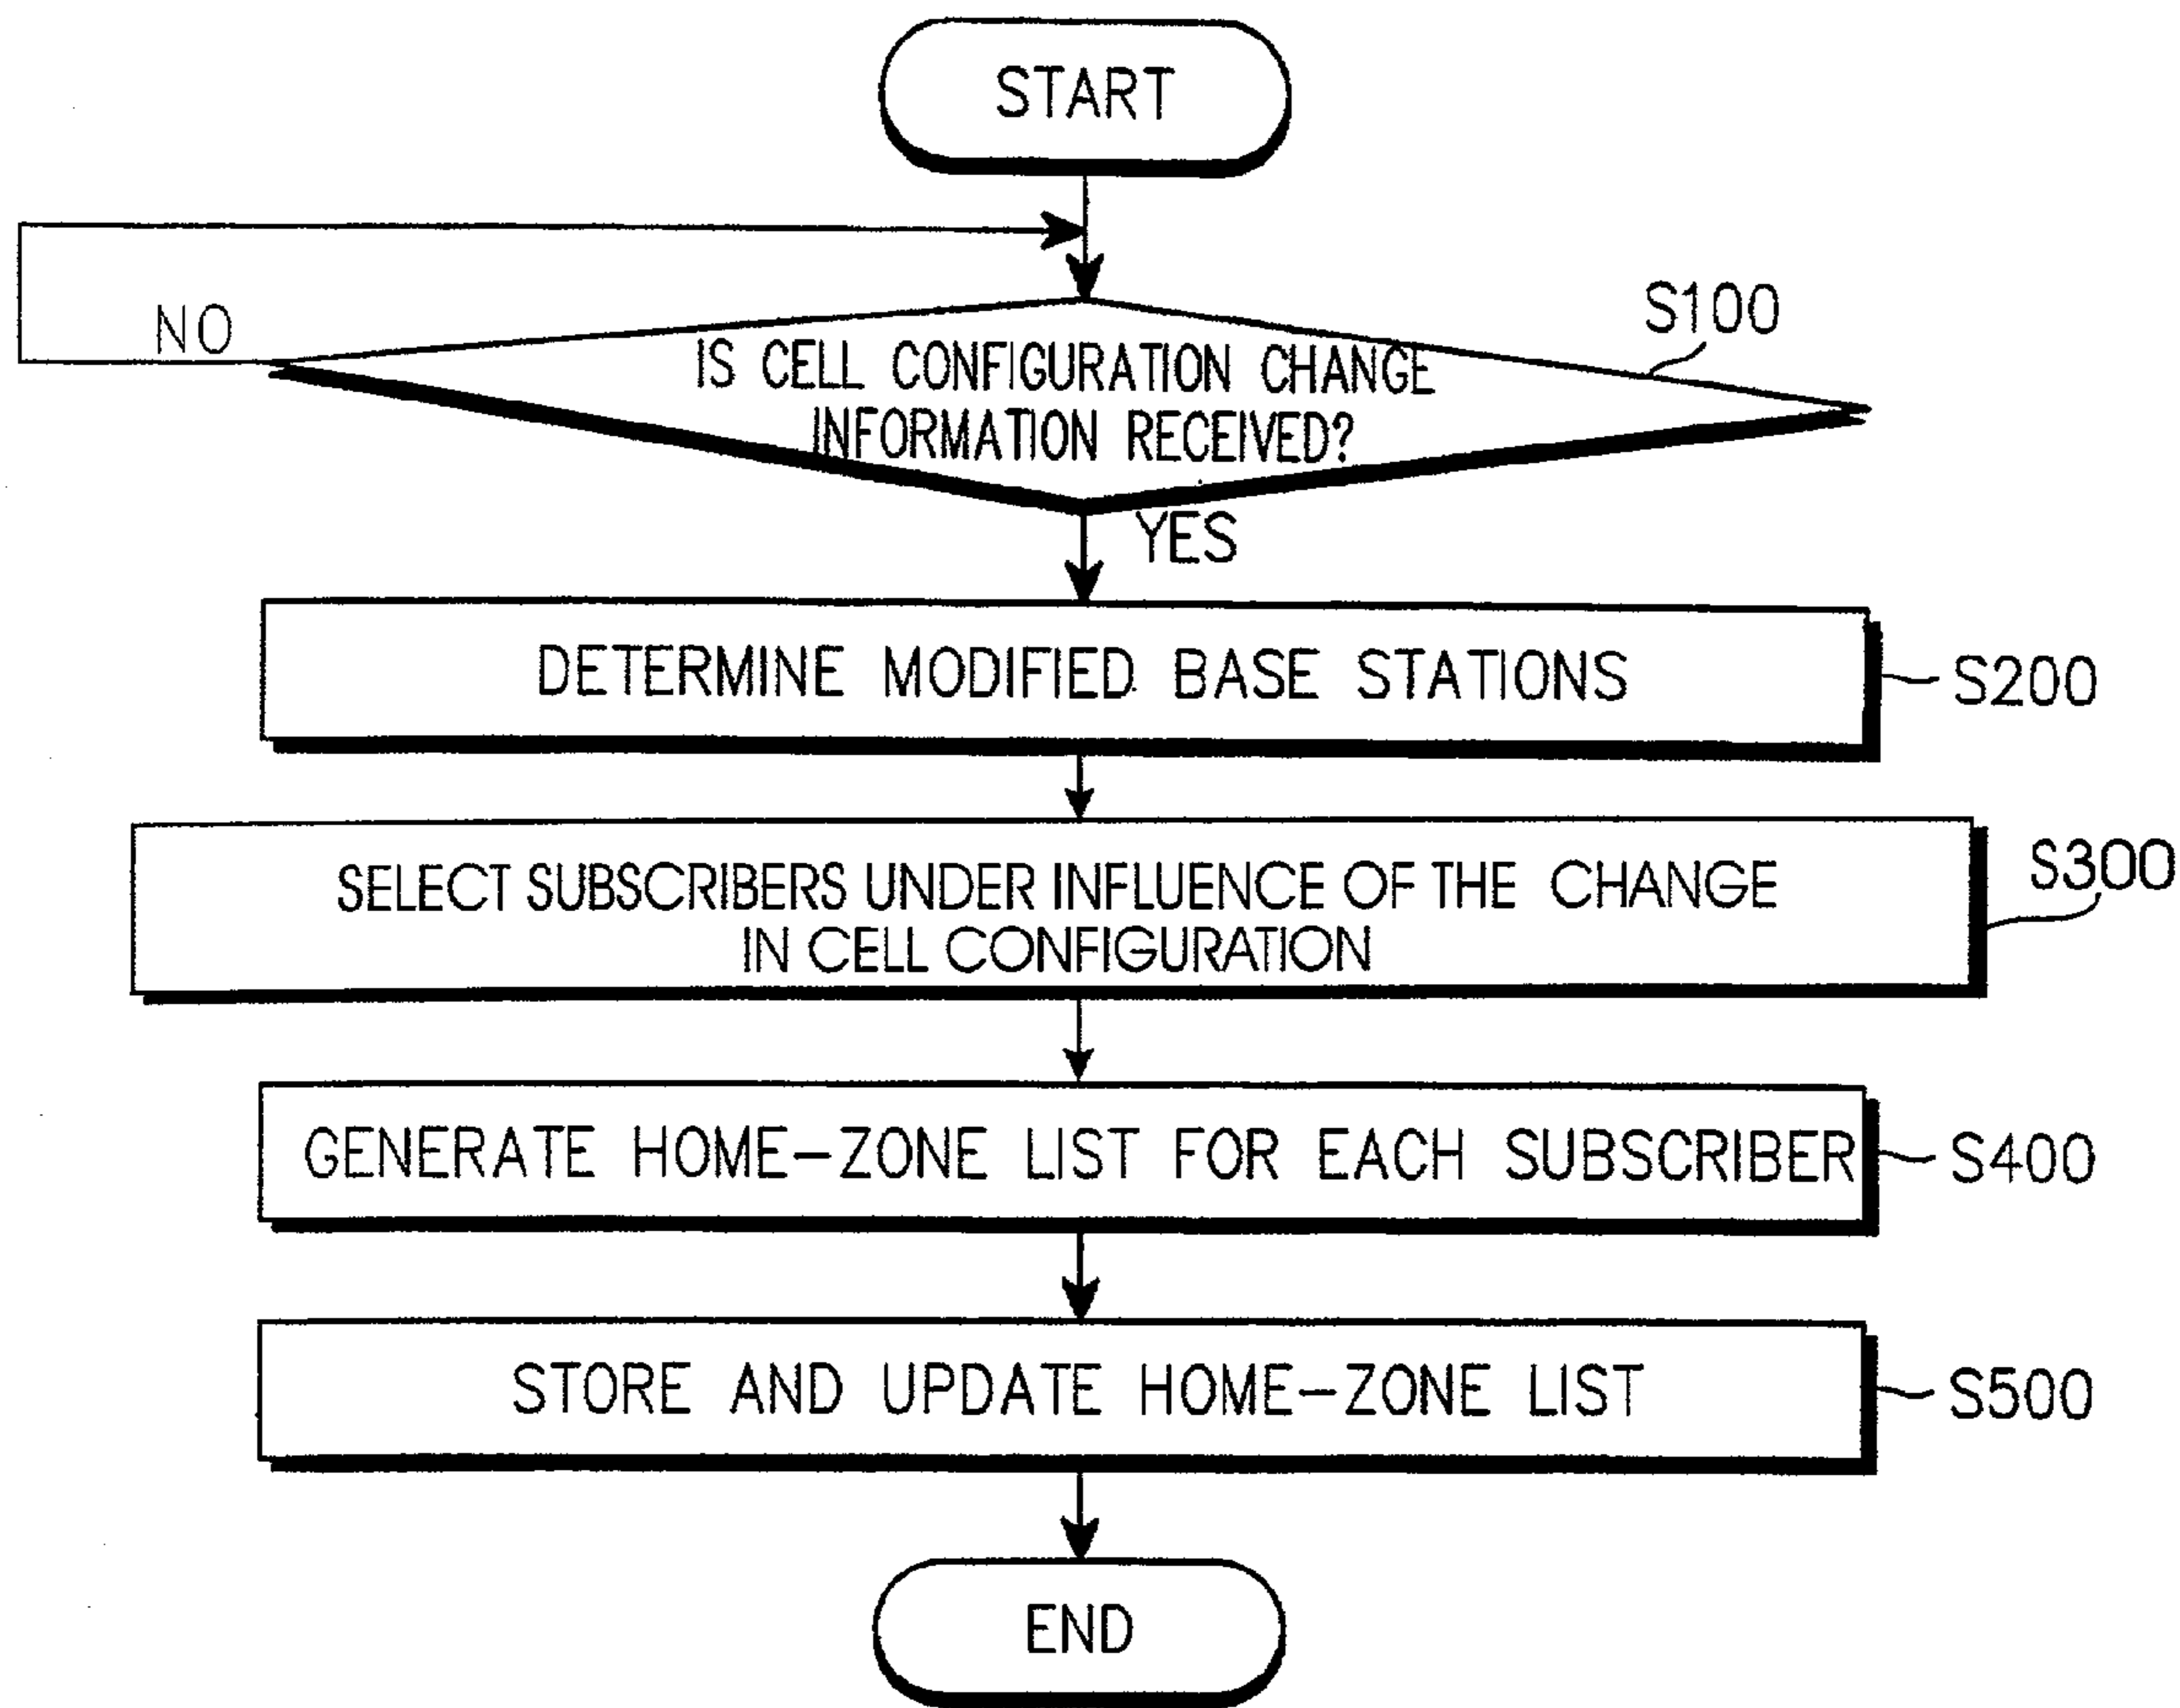 START
NO
S100
IS CELL CONFIGURATION CHANGE
INFORMATION RECEIVED?
YES
DETERMINE MODIFIED BASE STATIONS
S200
SELECT SUBSCRIBERS UNDER INFLUENCE OF THE CHANGE
IN CELL CONFIGURATION
S300
GENERATE HOME-ZONE LIST FOR EACH SUBSCRIBER
S400
STORE AND UPDATE HOME-ZONE LIST
S500
END